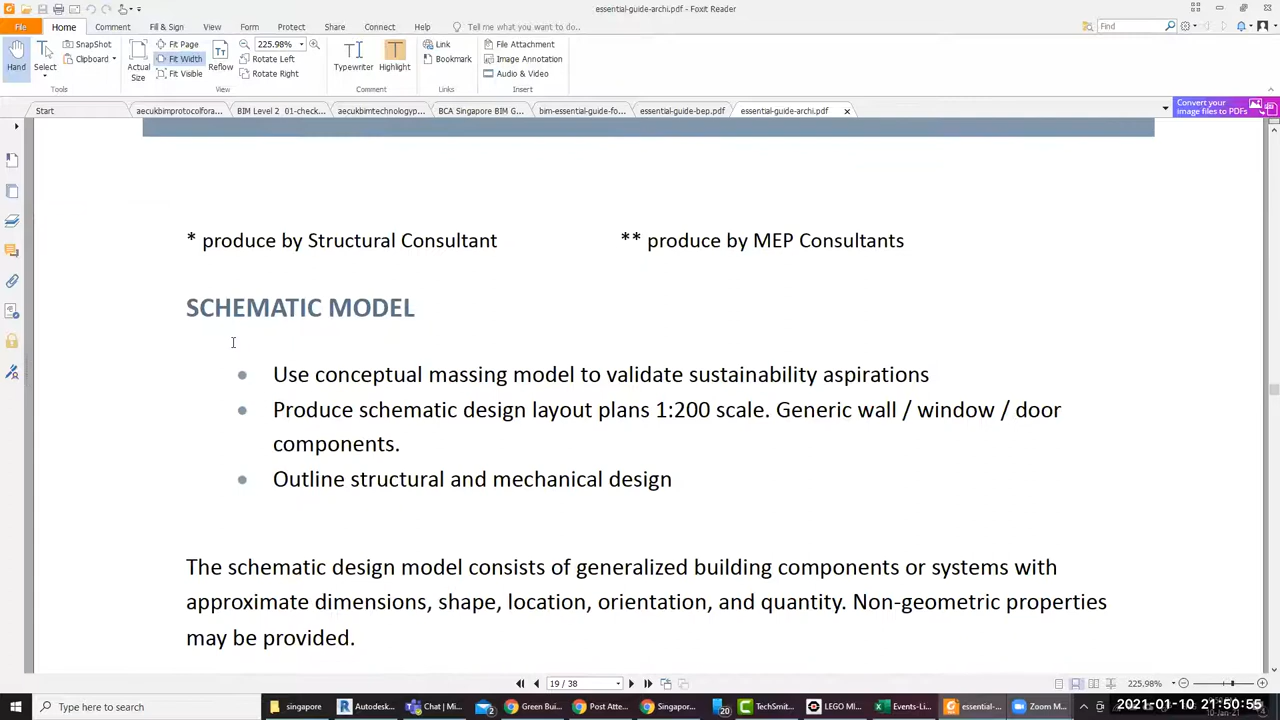 essential-guide-archi.pdf - Foxit Reader
File Home Comment Fill & Sign Form Protect Share Connect Help Tell me what you want to do... Find
Hand Select SnapShot Clipboard Actual Size Fit Page Fit Width Fit Visible Reflow 225.98% Rotate Left Rotate Right Typewriter Highlight Link Bookmark File Attachment Image Annotation Audio & Video
Tools View Comment Links Insert
Start aecukbimprotocolfora... BIM Level 2 01-check... aecukbimtechnologyp... BCA Singapore BIM G... bim-essential-guide-fo... essential-guide-bep.pdf essential-guide-archi.pdf
Convert your
image files to PDFs
* produce by Structural Consultant ** produce by MEP Consultants
SCHEMATIC MODEL
● Use conceptual massing model to validate sustainability aspirations
● Produce schematic design layout plans 1:200 scale. Generic wall / window / door
components.
● Outline structural and mechanical design
The schematic design model consists of generalized building components or systems with
approximate dimensions, shape, location, orientation, and quantity. Non-geometric properties
may be provided.
19 / 38 225.98%
Type here to search singapore Autodesk... Chat | Mi... Green Bui... Post Atte... Singapor... 20 TechSmit... LEGO MI... Events-Li... essential-... Zoom M... 2021-01-10 21:50:55